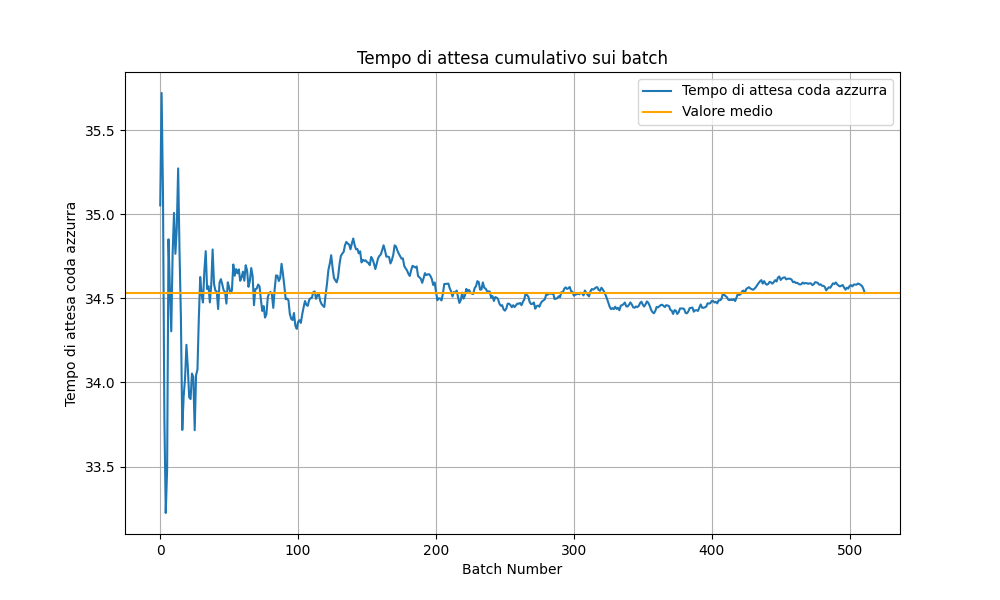 Tempo di attesa cumulativo sui batch
Tempo di attesa coda azzurra
Valore medio
Tempo di attesa coda azzurra
35.5
35.0
34.5
34.0
33.5
0
100
200
300
400
500
Batch Number